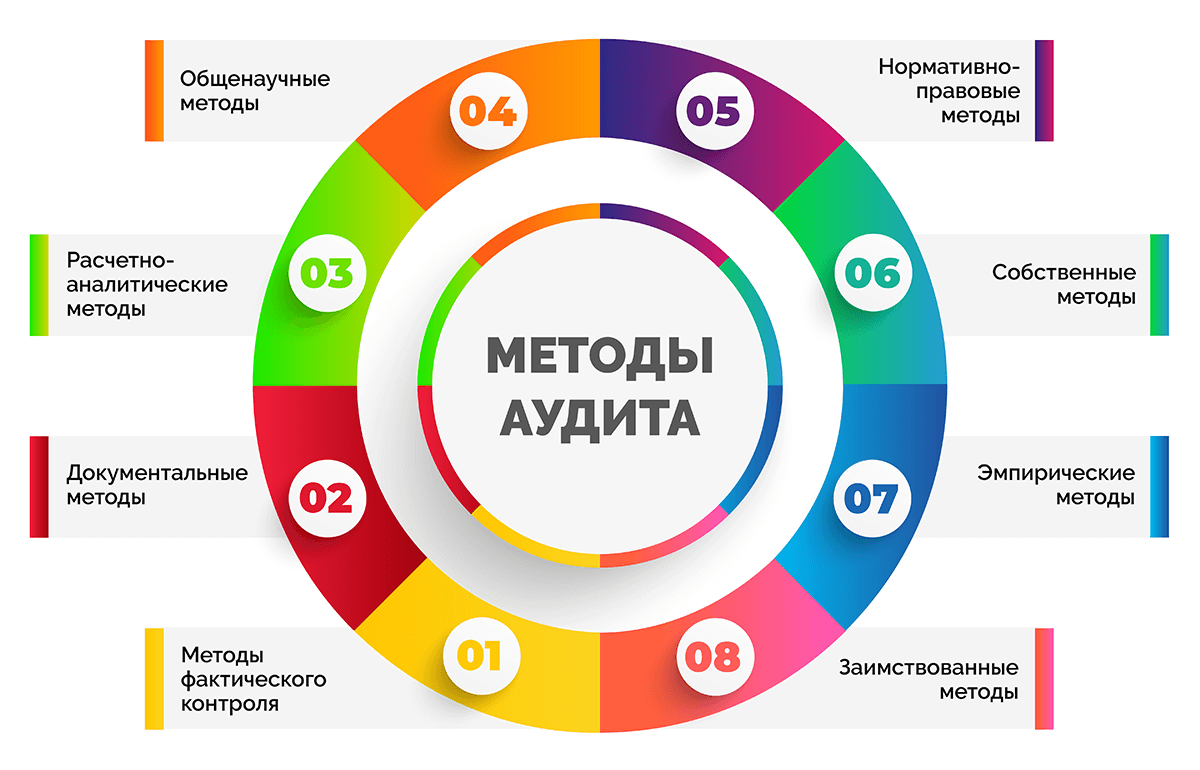 МЕТОДЫ
АУДИТА
01
Методы
фактического
контроля
02
Документальные
методы
03
Расчетно-
аналитические
методы
04
Общенаучные
методы
05
Нормативно-
правовые
методы
06
Собственные
методы
07
Эмпирические
методы
08
Заимствованные
методы